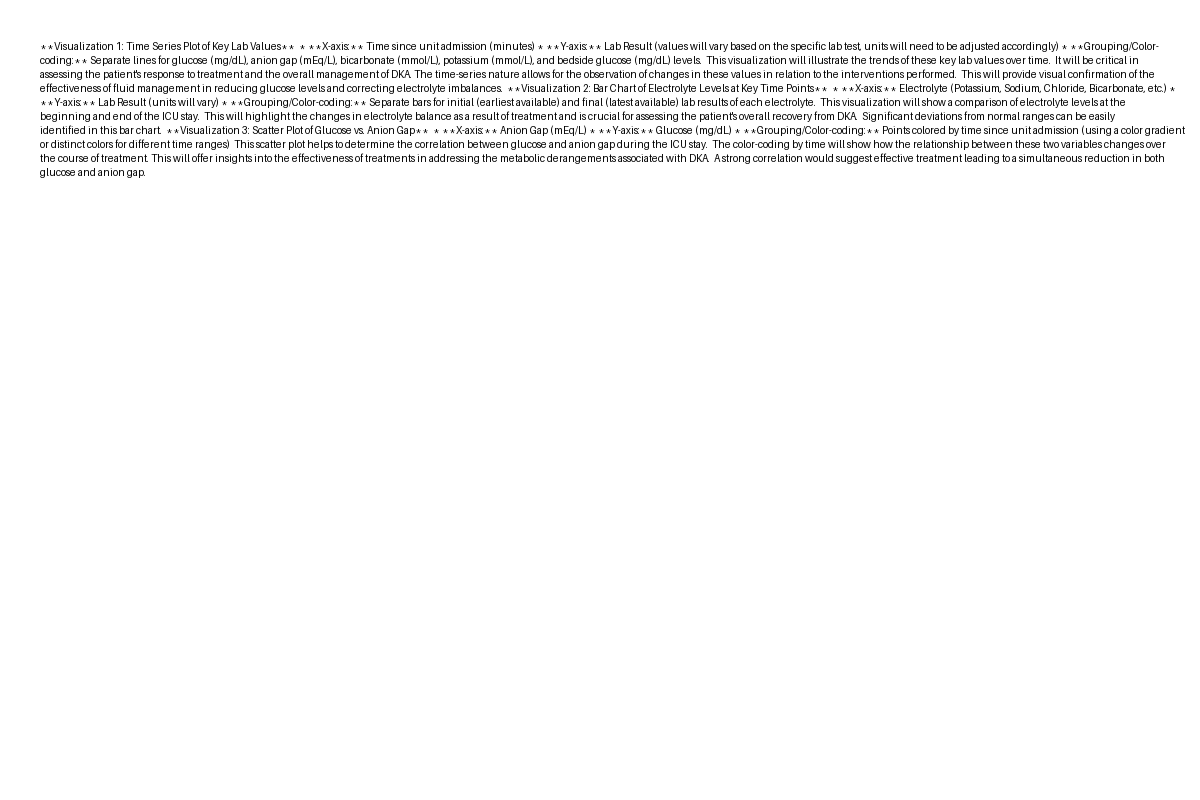 **Visualization 1: Time Series Plot of Key Lab Values** * **X-axis:** Time since unit admission (minutes) * **Y-axis:** Lab Result (values will vary based on the specific lab test, units will need to be adjusted accordingly) * **Grouping/Color-
coding:** Separate lines for glucose (mg/dL), anion gap (mEq/L), bicarbonate (mmol/L), potassium (mmol/L), and bedside glucose (mg/dL) levels. This visualization will illustrate the trends of these key lab values over time. It will be critical in
assessing the patient's response to treatment and the overall management of DKA. The time-series nature allows for the observation of changes in these values in relation to the interventions performed. This will provide visual confirmation of the
effectiveness of fluid management in reducing glucose levels and correcting electrolyte imbalances. **Visualization 2: Bar Chart of Electrolyte Levels at Key Time Points** * **X-axis:** Electrolyte (Potassium, Sodium, Chloride, Bicarbonate, etc.) *
**Y-axis:** Lab Result (units will vary) * **Grouping/Color-coding:** Separate bars for initial (earliest available) and final (latest available) lab results of each electrolyte. This visualization will show a comparison of electrolyte levels at the
beginning and end of the ICU stay. This will highlight the changes in electrolyte balance as a result of treatment and is crucial for assessing the patient's overall recovery from DKA. Significant deviations from normal ranges can be easily
identified in this bar chart. **Visualization 3: Scatter Plot of Glucose vs. Anion Gap** * **X-axis:** Anion Gap (mEq/L) * **Y-axis:** Glucose (mg/dL) * **Grouping/Color-coding:** Points colored by time since unit admission (using a color gradient
or distinct colors for different time ranges) This scatter plot helps to determine the correlation between glucose and anion gap during the ICU stay. The color-coding by time will show how the relationship between these two variables changes over
the course of treatment. This will offer insights into the effectiveness of treatments in addressing the metabolic derangements associated with DKA. A strong correlation would suggest effective treatment leading to a simultaneous reduction in both
glucose and anion gap.